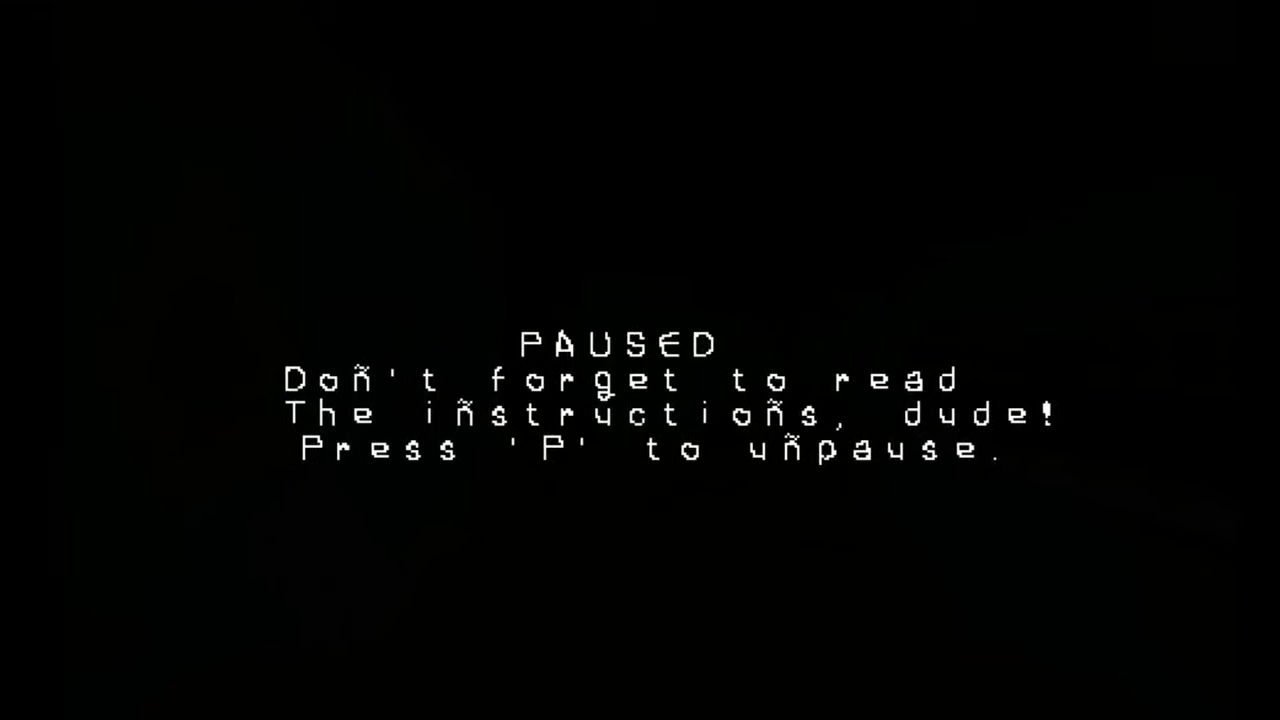 PAUSED
Doñ't forget to read
The iñstructioñs, dude!
Press 'P' to uñpause.